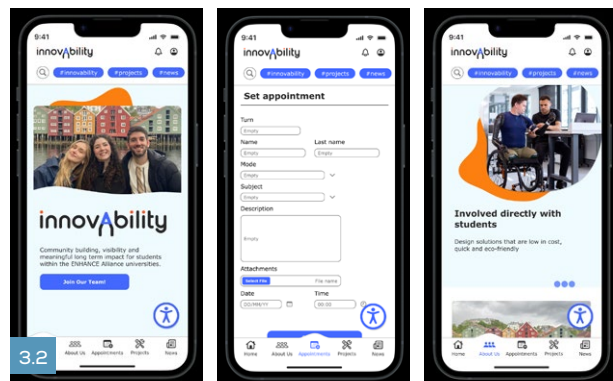 9:41
innovAbility
#innovability #projects #news
innovAbility
Community building, visibility and
meaningful long term impact for students
within the ENHANCE Alliance universities.
Join Our Team!
3.2
About Us Appointments Projects News
9:41
innovAbility
#innovability #projects #news
Set appointment
Turn
Empty
Name Last name
Empty Empty
Mode
Empty
Subject
Empty
Description
Empty
Attachments
Select File File name
Date Time
DD/MM/YY 00:00
Home About Us Appointments Projects News
9:41
innovAbility
#innovability #projects #news
Involved directly with
students
Design solutions that are low in cost,
quick and eco-friendly
Home About Us Appointments Projects News